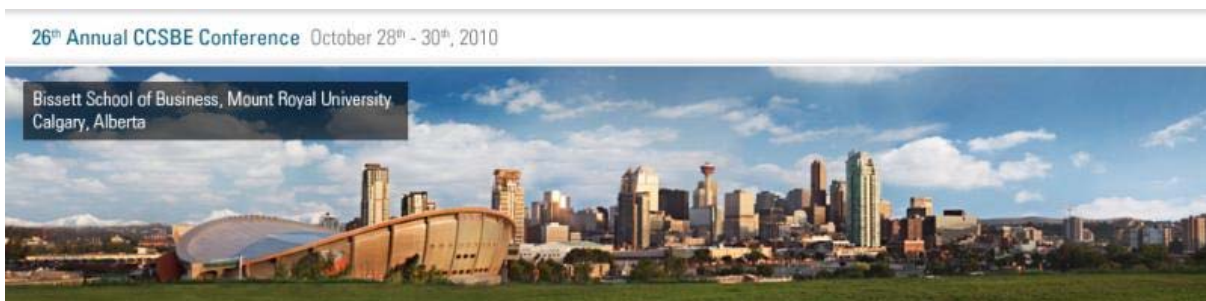 26th Annual CCSBE Conference October 28th - 30th, 2010
Bissett School of Business, Mount Royal University
Calgary, Alberta